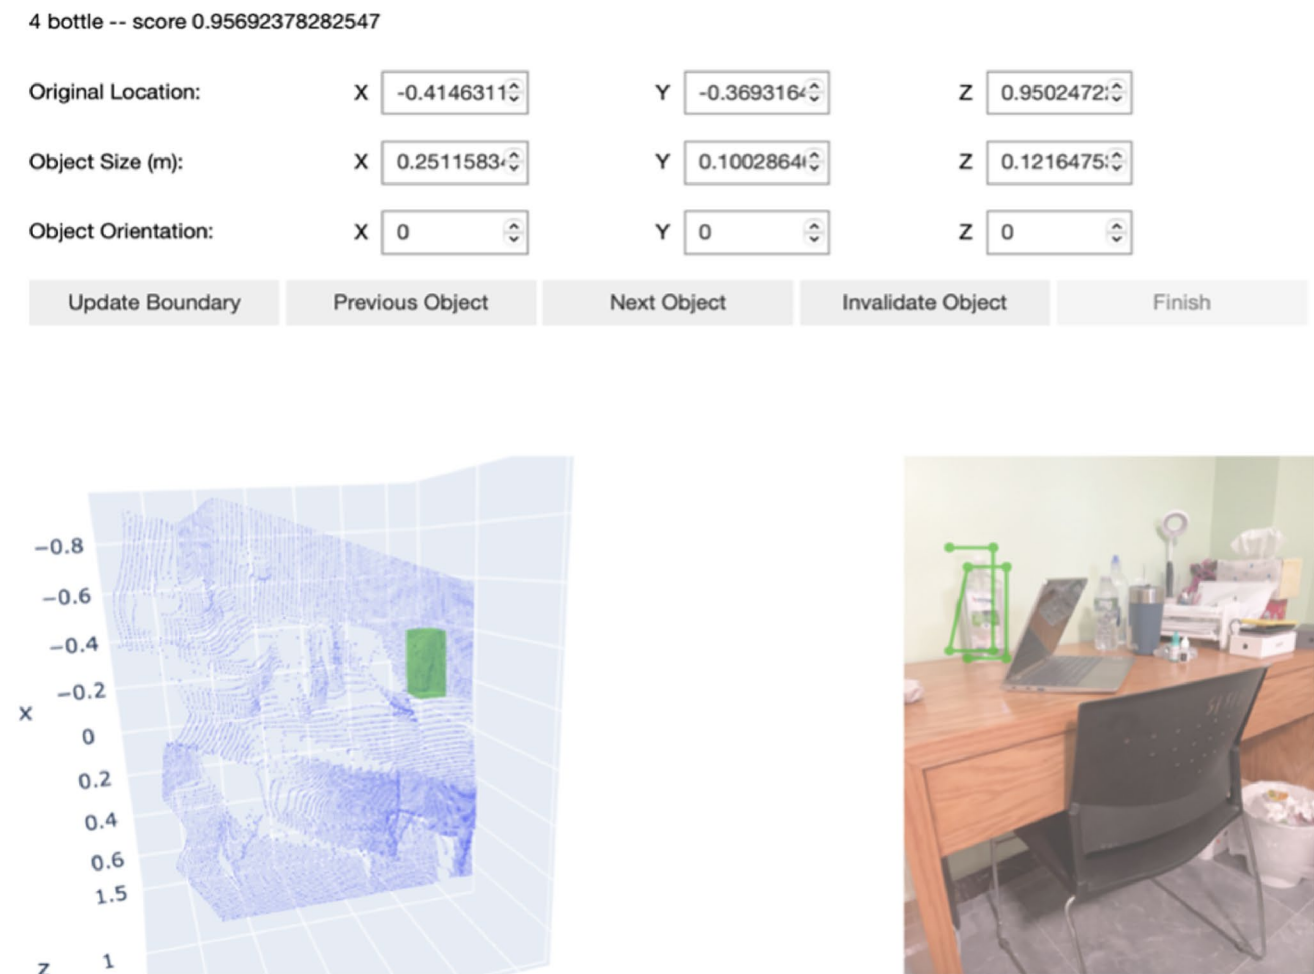 4 bottle -- score 0.95692378282547
Original Location: X -0.4146311 Y -0.3693164 Z 0.9502472
Object Size (m): X 0.2511583 Y 0.1002864 Z 0.1216475
Object Orientation: X 0 Y 0 Z 0
Update Boundary Previous Object Next Object Invalidate Object Finish
−0.8
−0.6
−0.4
−0.2
x
0
0.2
0.4
0.6
1.5
1
z